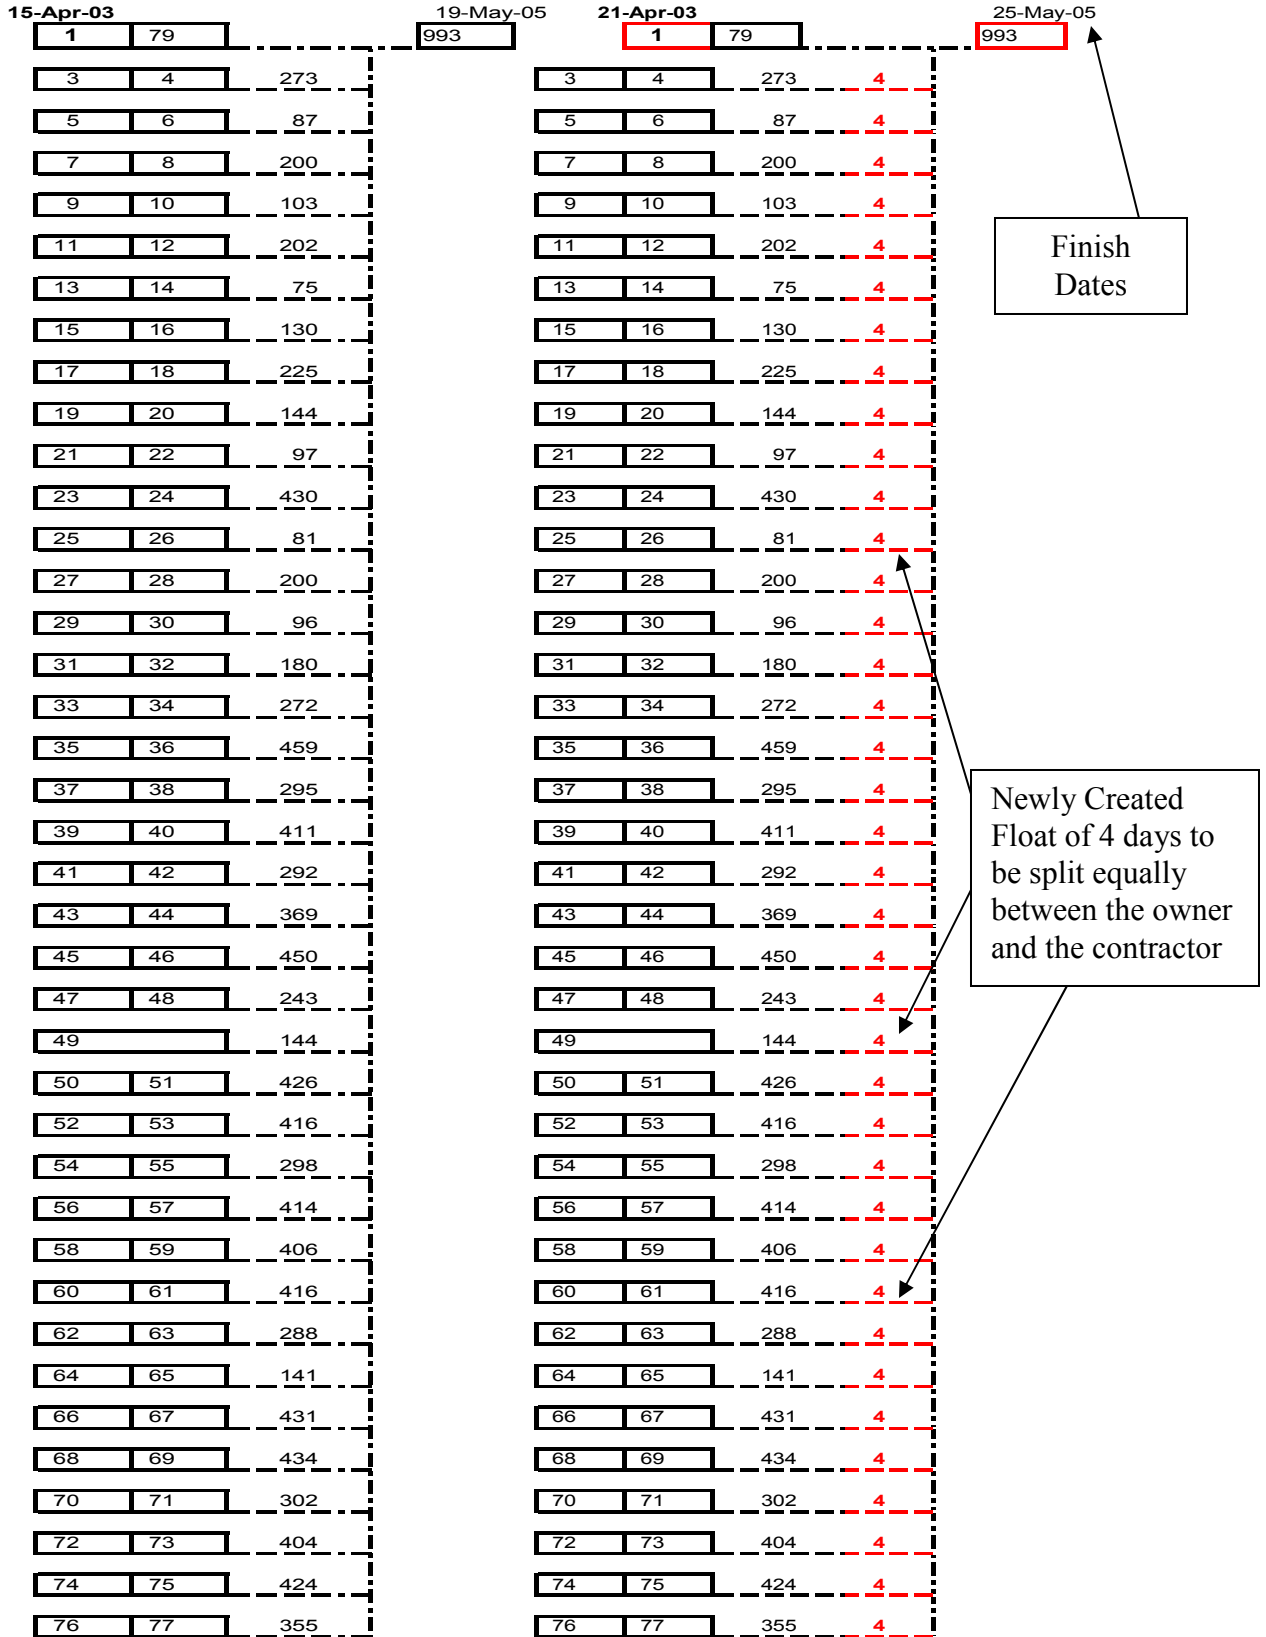 15-Apr-03 19-May-05 21-Apr-03 25-May-05
1 79 993 1 79 993
3 4 273 3 4 273 4
5 6 87 5 6 87 4
7 8 200 7 8 200 4
9 10 103 9 10 103 4
11 12 202 11 12 202 4
13 14 75 13 14 75 4
15 16 130 15 16 130 4
17 18 225 17 18 225 4
19 20 144 19 20 144 4
21 22 97 21 22 97 4
23 24 430 23 24 430 4
25 26 81 25 26 81 4
27 28 200 27 28 200 4
29 30 96 29 30 96 4
31 32 180 31 32 180 4
33 34 272 33 34 272 4
35 36 459 35 36 459 4
37 38 295 37 38 295 4
39 40 411 39 40 411 4
41 42 292 41 42 292 4
43 44 369 43 44 369 4
45 46 450 45 46 450 4
47 48 243 47 48 243 4
49 144 49 144 4
50 51 426 50 51 426 4
52 53 416 52 53 416 4
54 55 298 54 55 298 4
56 57 414 56 57 414 4
58 59 406 58 59 406 4
60 61 416 60 61 416 4
62 63 288 62 63 288 4
64 65 141 64 65 141 4
66 67 431 66 67 431 4
68 69 434 68 69 434 4
70 71 302 70 71 302 4
72 73 404 72 73 404 4
74 75 424 74 75 424 4
76 77 355 76 77 355 4
Finish
Dates
Newly Created
Float of 4 days to
be split equally
between the owner
and the contractor